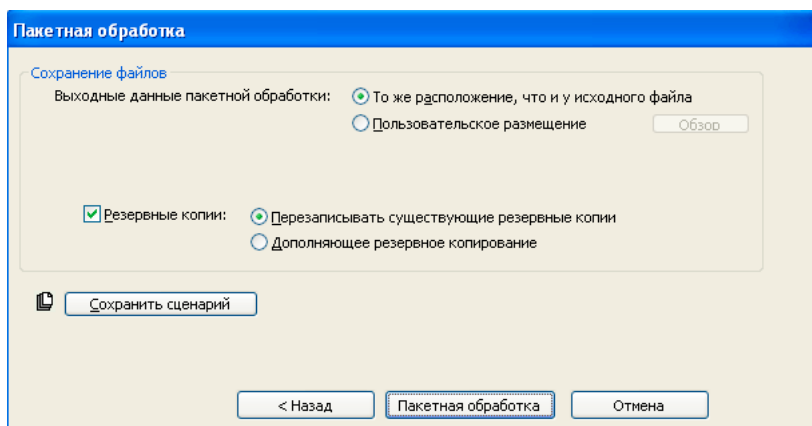 Пакетная обработка
Сохранение файлов
Выходные данные пакетной обработки:
То же расположение, что и у исходного файла
Пользовательское размещение
Обзор
Резервные копии:
Перезаписывать существующие резервные копии
Дополняющее резервное копирование
Сохранить сценарий
< Назад
Пакетная обработка
Отмена